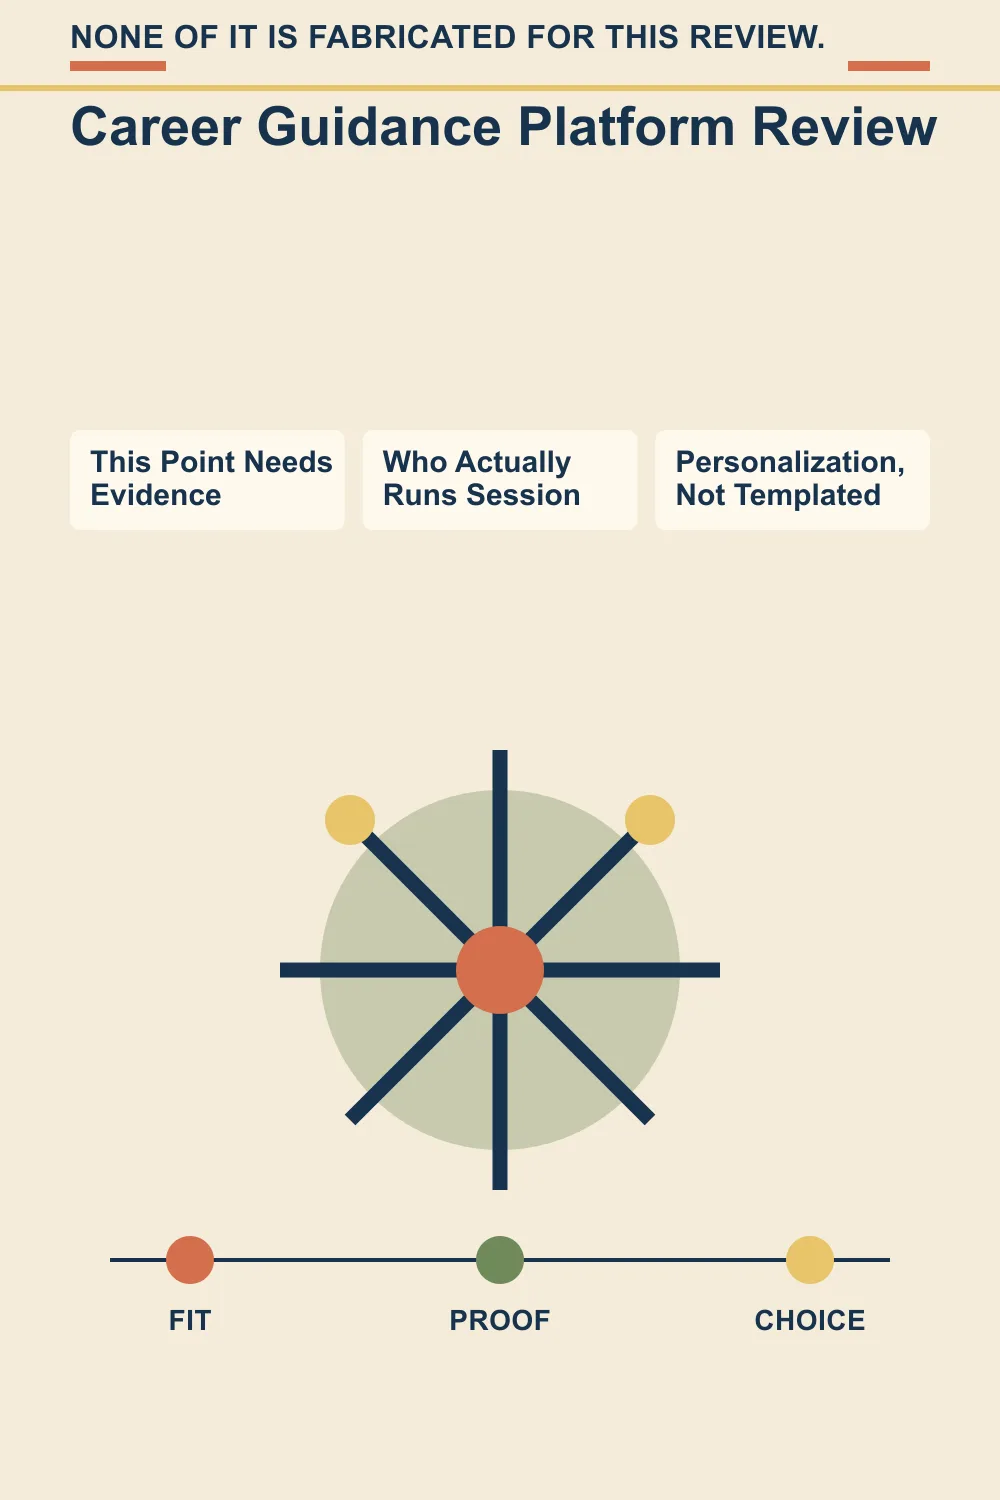 NONE OF IT IS FABRICATED FOR THIS REVIEW.
Career Guidance Platform Review
This Point Needs
Evidence
Who Actually
Runs Session
Personalization,
Not Templated
FIT
PROOF
CHOICE